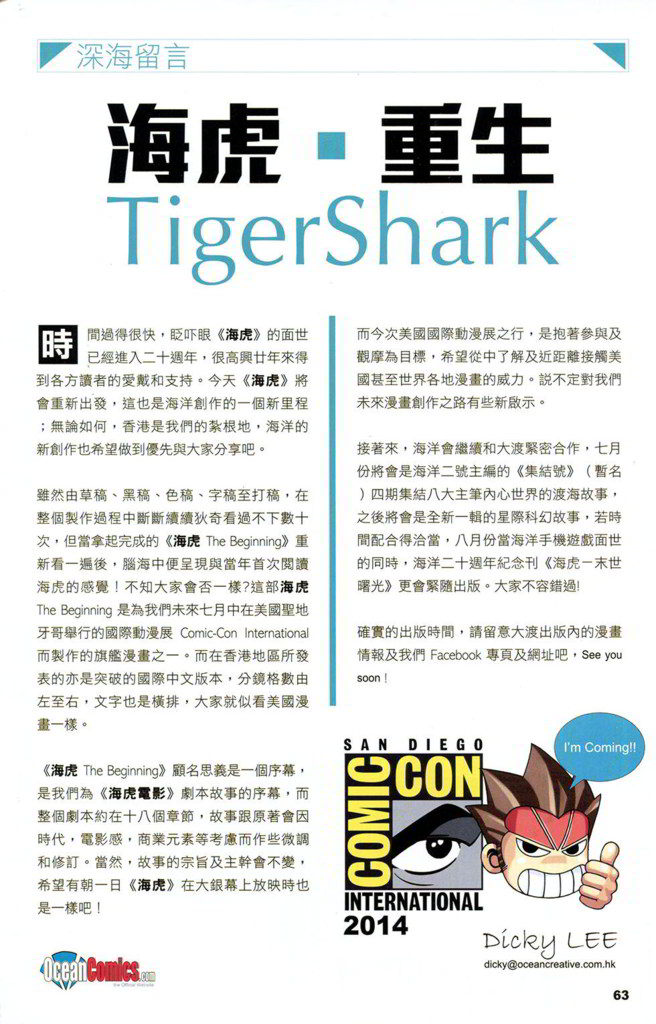 深海留言
海虎▪重生
TigerShark
時間過得很快，眨吓眼《海虎》的面世
已經進入二十週年，很高興廿年來得
到各方讀者的愛戴和支持。今天《海虎》將
會重新出發，這也是海洋創作的一個新里程
；無論如何，香港是我們的紮根地，海洋的
新創作也希望做到優先與大家分享吧。
雖然由草稿、黑稿、色稿、字稿至打稿，在
整個製作過程中斷斷續續狄奇看過不下數十
次，但當拿起完成的《海虎 The Beginning》重
新看一遍後，腦海中便呈現與當年首次閲讀
海虎的感覺！不知大家會否一樣?這部海虎
The Beginning 是為我們未來七月中在美國聖地
牙哥舉行的國際動漫展 Comic-Con International
而製作的旗艦漫畫之一。而在香港地區所發
表的亦是突破的國際中文版本，分鏡格數由
左至右，文字也是橫排，大家就似看美國漫
畫一樣。
《海虎 The Beginning》顧名思義是一個序幕，
是我們為《海虎電影》劇本故事的序幕，而
整個劇本約在十八個章節，故事跟原著會因
時代，電影感，商業元素等考慮而作些微調
和修訂。當然，故事的宗旨及主幹會不變，
希望有朝一日《海虎》在大銀幕上放映時也
是一樣吧！
而今次美國國際動漫展之行，是抱著參與及
觀摩為目標，希望從中了解及近距離接觸美
國甚至世界各地漫畫的威力。説不定對我們
未來漫畫創作之路有些新啟示。
接著來，海洋會繼續和大渡緊密合作，七月
份將會是海洋二號主編的《集結號》（暫名
）四期集結八大主筆內心世界的渡海故事，
之後將會是全新一輯的星際科幻故事，若時
間配合得洽當，八月份當海洋手機遊戲面世
的同時，海洋二十週年紀念刊《海虎－末世
曙光》更會緊隨出版。大家不容錯過!
確實的出版時間，請留意大渡出版內的漫畫
情報及我們 Facebook 專頁及網址吧，See you
soon！
SAN DIEGO
COMIC CON
INTERNATIONAL
2014
I'm Coming!!
Dicky LEE
dicky@oceancreative.com.hk
OceanComics.com
the Official Website
63